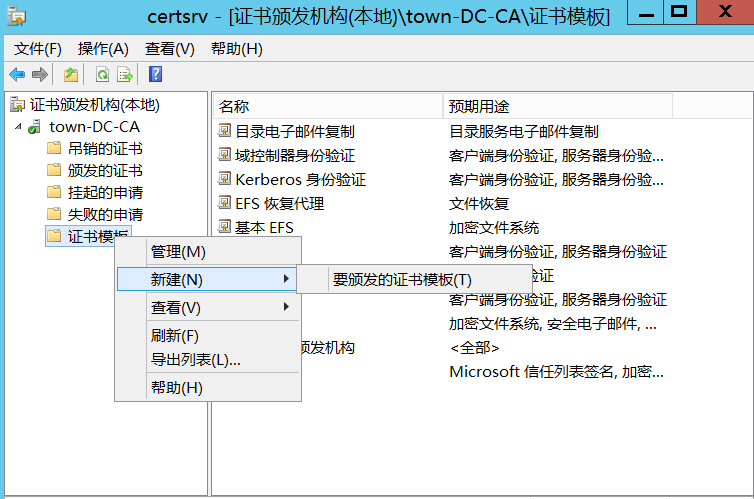 certsrv - [证书颁发机构(本地)\town-DC-CA\证书模板]
文件(F) 操作(A) 查看(V) 帮助(H)
证书颁发机构(本地)
town-DC-CA
吊销的证书
颁发的证书
挂起的申请
失败的申请
证书模板
名称 预期用途
目录电子邮件复制 目录服务电子邮件复制
域控制器身份验证 客户端身份验证, 服务器身份验...
Kerberos 身份验证 客户端身份验证, 服务器身份验...
EFS 恢复代理 文件恢复
基本 EFS 加密文件系统
客户端身份验证, 服务器身份验证
验证
客户端身份验证, 服务器身份验证
加密文件系统, 安全电子邮件, ...
颁发机构 <全部>
Microsoft 信任列表签名, 加密...
管理(M)
新建(N)
要颁发的证书模板(T)
查看(V)
刷新(F)
导出列表(L)...
帮助(H)